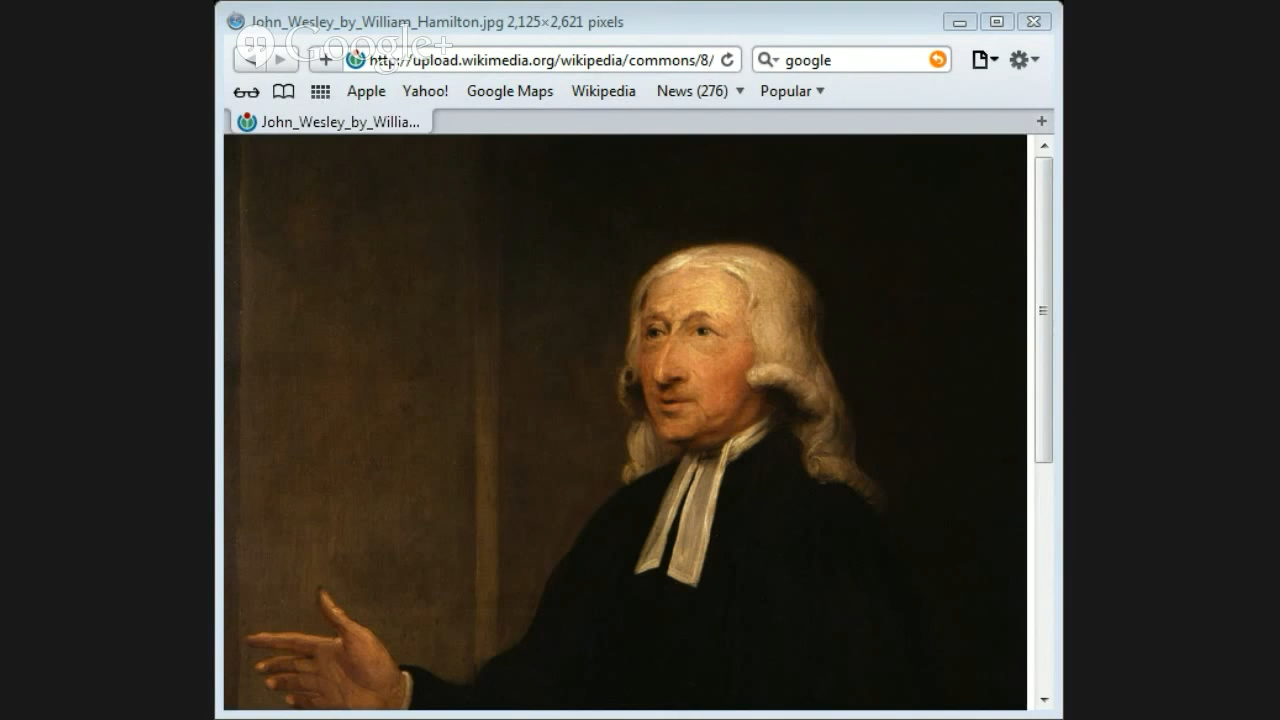 John_Wesley_by_William_Hamilton.jpg 2,125×2,621 pixels
Google+
http://upload.wikimedia.org/wikipedia/commons/8/
google
Apple Yahoo! Google Maps Wikipedia News (276) Popular
John_Wesley_by_Willia...